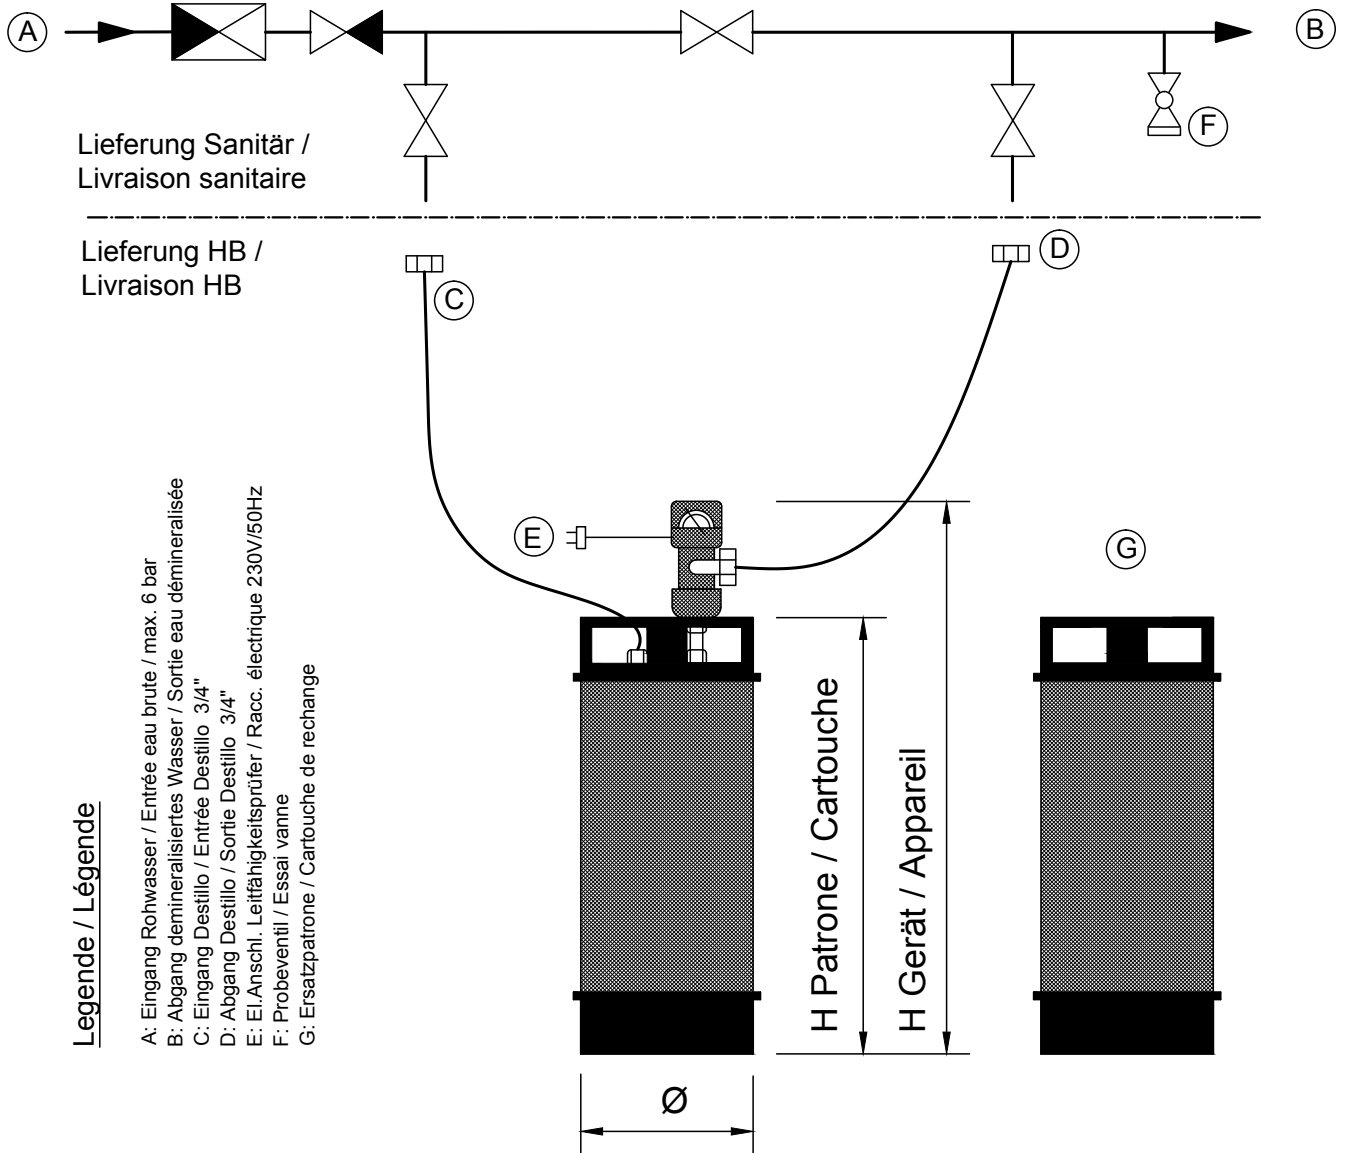 A
B
F
Lieferung Sanitär /
Livraison sanitaire
Lieferung HB /
Livraison HB
C
D
E
G
H Patrone / Cartouche
H Gerät / Appareil
Ø
Legende / Légende
A: Eingang Rohwasser / Entrée eau brute / max. 6 bar
B: Abgang demineralisiertes Wasser / Sortie eau démineralisée
C: Eingang Destillo / Entrée Destillo 3/4"
D: Abgang Destillo / Sortie Destillo 3/4"
E: El.Anschl. Leitfähigkeitsprüfer / Racc. électrique 230V/50Hz
F: Probeventil / Essai vanne
G: Ersatzpatrone / Cartouche de rechange